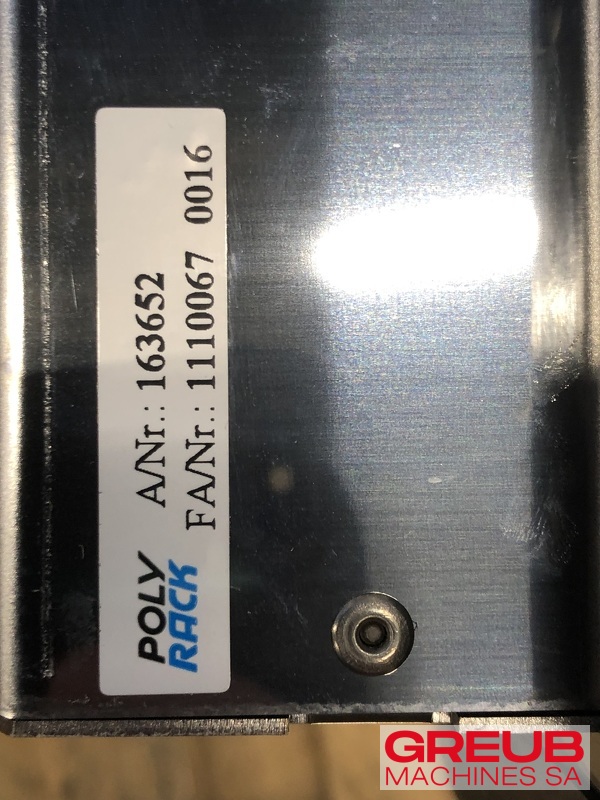 POLY
RACK
A/Nr.: 163652
FA/Nr.: 1110067 0016
GREUB
MACHINES SA